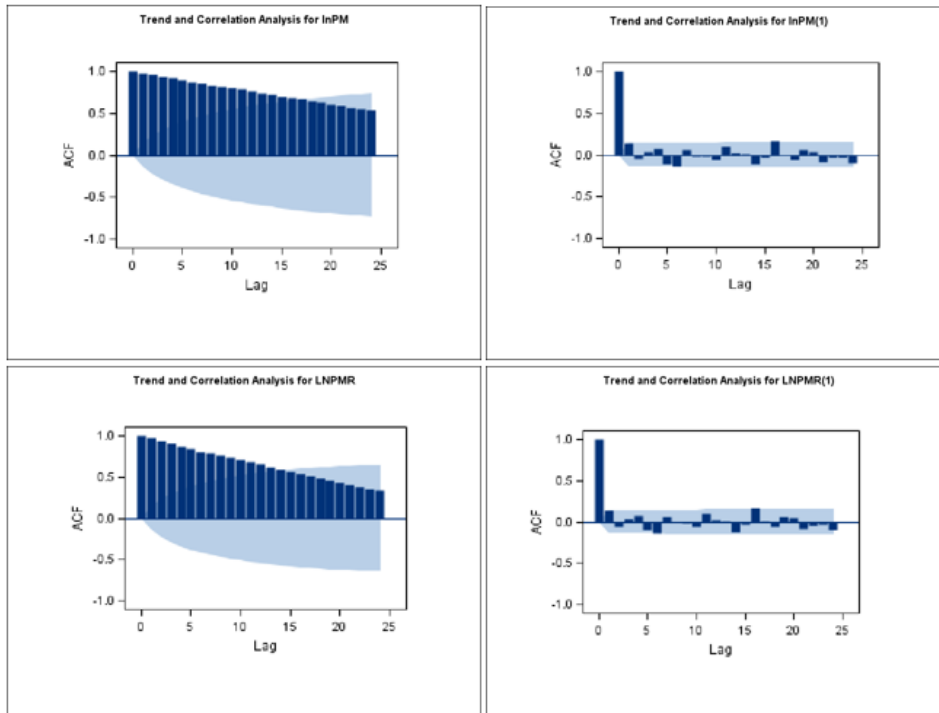 Trend and Correlation Analysis for lnPM
1.0
0.5
0.0
-0.5
-1.0
ACF
0 5 10 15 20 25
Lag
Trend and Correlation Analysis for lnPM(1)
1.0
0.5
0.0
-0.5
-1.0
ACF
0 5 10 15 20 25
Lag
Trend and Correlation Analysis for LNPMR
1.0
0.5
0.0
-0.5
-1.0
ACF
0 5 10 15 20 25
Lag
Trend and Correlation Analysis for LNPMR(1)
1.0
0.5
0.0
-0.5
-1.0
ACF
0 5 10 15 20 25
Lag